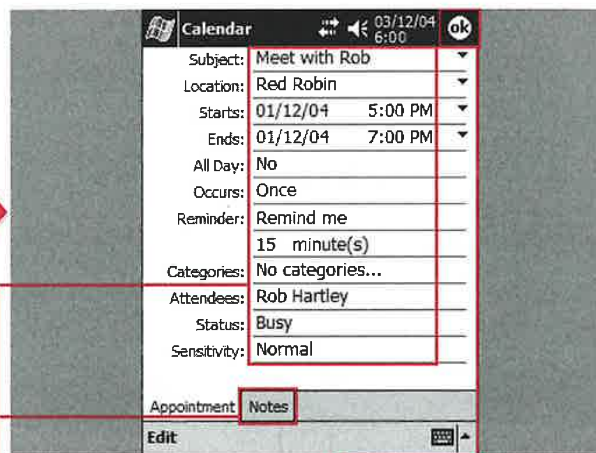 Calendar
03/12/04
6:00
ok
Subject: Meet with Rob
Location: Red Robin
Starts: 01/12/04 5:00 PM
Ends: 01/12/04 7:00 PM
All Day: No
Occurs: Once
Reminder: Remind me
15 minute(s)
Categories: No categories...
Attendees: Rob Hartley
Status: Busy
Sensitivity: Normal
Appointment Notes
Edit